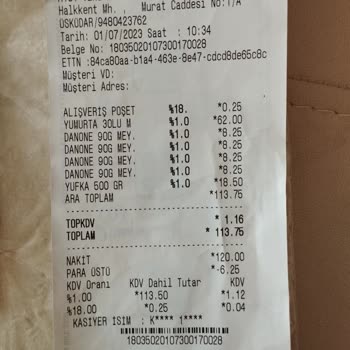 Halkkent Mh. , Murat Caddesi No:1/A
ÜSKÜDAR/9480423762
Tarih: 01/07/2023 Saat : 10:34
Belge No: 18035020107300170028
ETTN :84ca80aa-b1a4-463e-8e47-cdcd8de65c8c
Müşteri VD:
Müşteri Adres:
ALIŞVERİŞ POŞET %18. *0.25
YUMURTA 30LU M %1.0 *62.00
DANONE 90G MEY. %1.0 *8.25
DANONE 90G MEY. %1.0 *8.25
DANONE 90G MEY. %1.0 *8.25
DANONE 90G MEY. %1.0 *8.25
YUFKA 500 GR %1.0 *18.50
ARA TOPLAM *113.75
TOPKDV * 1.16
TOPLAM * 113.75
NAKİT *120.00
PARA ÜSTÜ *-6.25
KDV Oranı KDV Dahil Tutar KDV
%1.00 *113.50 *1.12
%18.00 *0.25 *0.04
KASİYER İSİM : K**** 1****
18035020107300170028